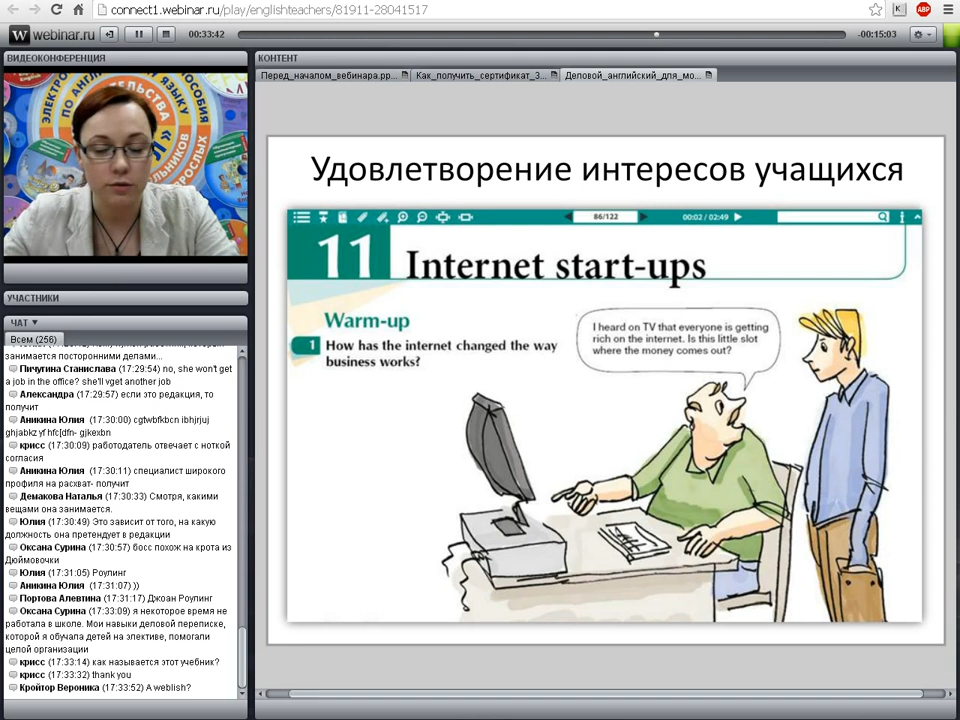 connect1.webinar.ru/play/englishteachers/81911-28041517
K
ABP
W webinar.ru
00:33:42
-00:15:03
ВИДЕОКОНФЕРЕНЦИЯ
ЭЛЕКТРО
ПО АНГЛ
ТЕЛЬСТВА
ЯЗЫКУ
ПОСОБИЯ
ОЛЬНИКОВ
РОСЛЫХ
УЧАСТНИКИ
ЧАТ
Всем (256)
занимается посторонними делами...
Пичугина Станислава (17:29:54) no, she won't get
a job in the office? she'll vget another job
Александра (17:29:57) если это редакция, то
получит
Аникина Юлия (17:30:00) cgtwbfkbcn ibhjrjuj
ghjabkz yf hfc[dfn- gjkexbn
крисс (17:30:09) работодатель отвечает с ноткой
согласия
Аникина Юлия (17:30:11) специалист широкого
профиля на расхват- получит
Демакова Наталья (17:30:33) Смотря, какими
вещами она занимается.
Юлия (17:30:49) Это зависит от того, на какую
должность она претендует в редакции
Оксана Сурина (17:30:57) босс похож на крота из
Дюймовочки
Юлия (17:31:05) Роулинг
Аникина Юлия (17:31:07) ))
Портова Алевтина (17:31:17) Джоан Роулинг
Оксана Сурина (17:33:09) я некоторое время не
работала в школе. Мои навыки деловой переписке,
которой я обучала детей на элективе, помогали
целой организации
крисс (17:33:14) как называется этот учебник?
крисс (17:33:32) thank you
Кройтор Вероника (17:33:52) A weblish?
КОНТЕНТ
Перед_началом_вебинара.pp...
Как_получить_сертификат_3...
Деловой_английский_для_мо...
Удовлетворение интересов учащихся
86/122
00:02 / 02:49
11 Internet start-ups
Warm-up
1 How has the internet changed the way
business works?
I heard on TV that everyone is getting
rich on the internet. Is this little slot
where the money comes out?